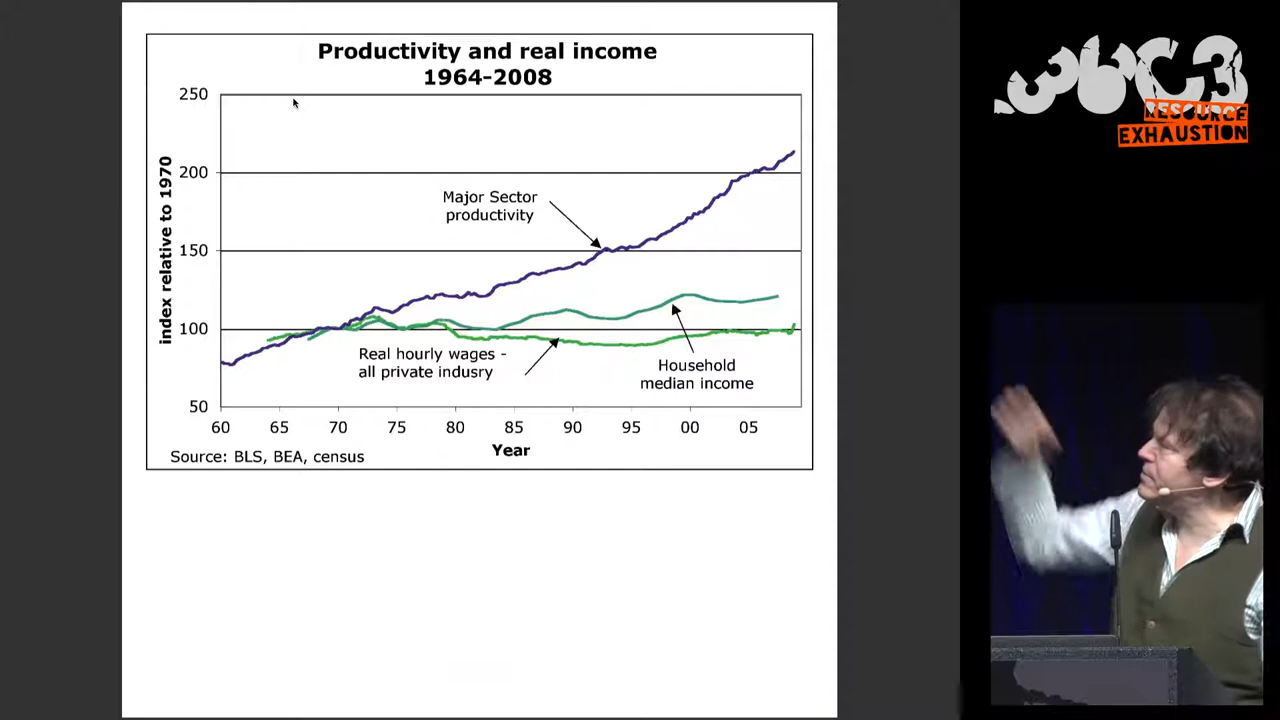 Productivity and real income
1964-2008
index relative to 1970
250
200
150
100
50
Major Sector
productivity
Real hourly wages -
all private indusry
Household
median income
60 65 70 75 80 85 90 95 00 05
Year
Source: BLS, BEA, census
36C3
RESOURCE
EXHAUSTION